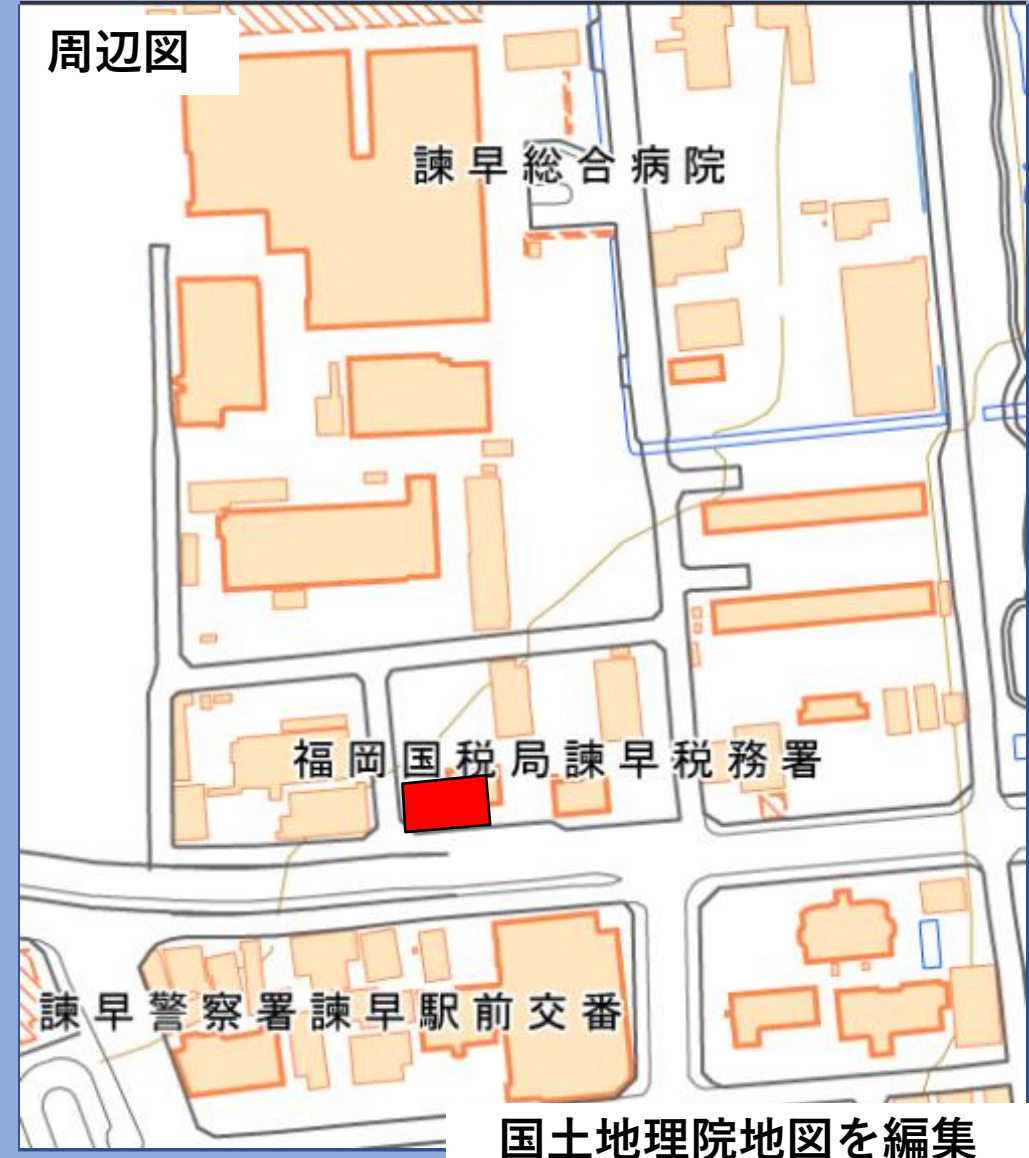 周辺図
諫早総合病院
福岡国税局諫早税務署
諫早警察署諫早駅前交番
国土地理院地図を編集